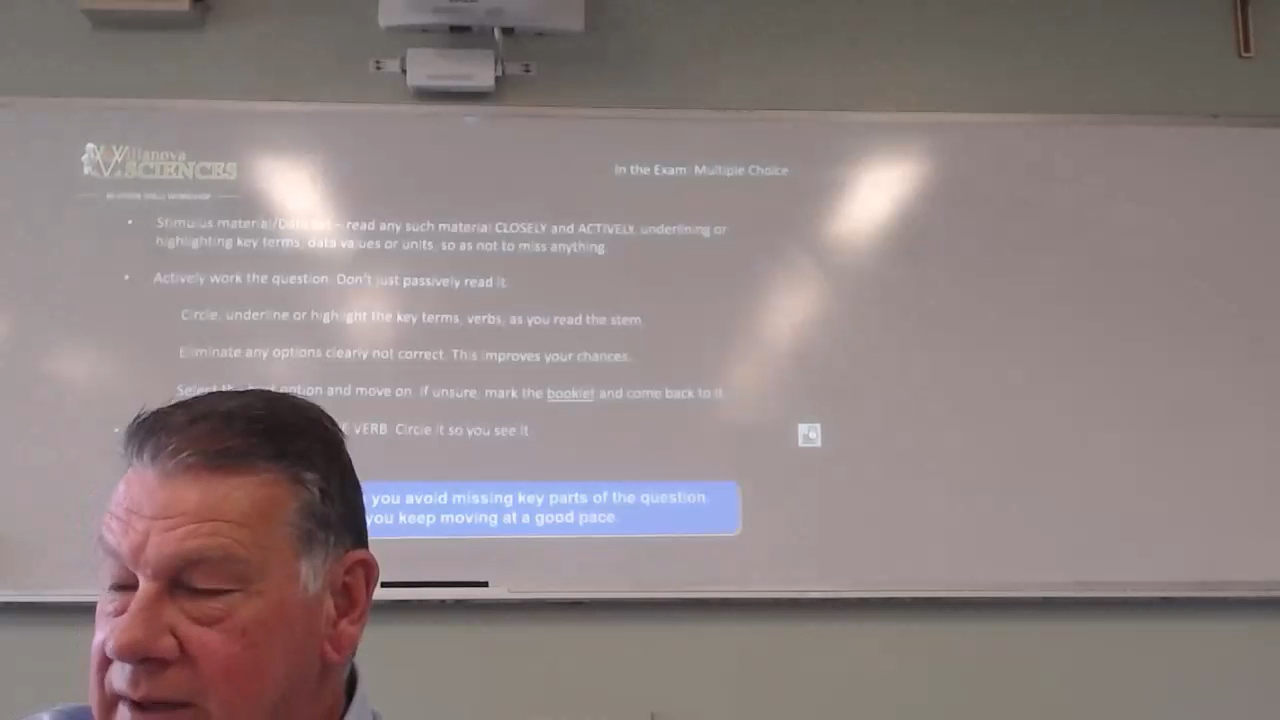 Villanova
SCIENCES
In the Exam: Multiple Choice
• Stimulus material/Data set – read any such material CLOSELY and ACTIVELY, underlining or
highlighting key terms, data values or units, so as not to miss anything.
• Actively work the question. Don't just passively read it.
Circle, underline or highlight the key terms, verbs, as you read the stem.
Eliminate any options clearly not correct. This improves your chances.
Select the best option and move on. If unsure, mark the booklet and come back to it.
VERB. Circle it so you see it.
you avoid missing key parts of the question.
you keep moving at a good pace.